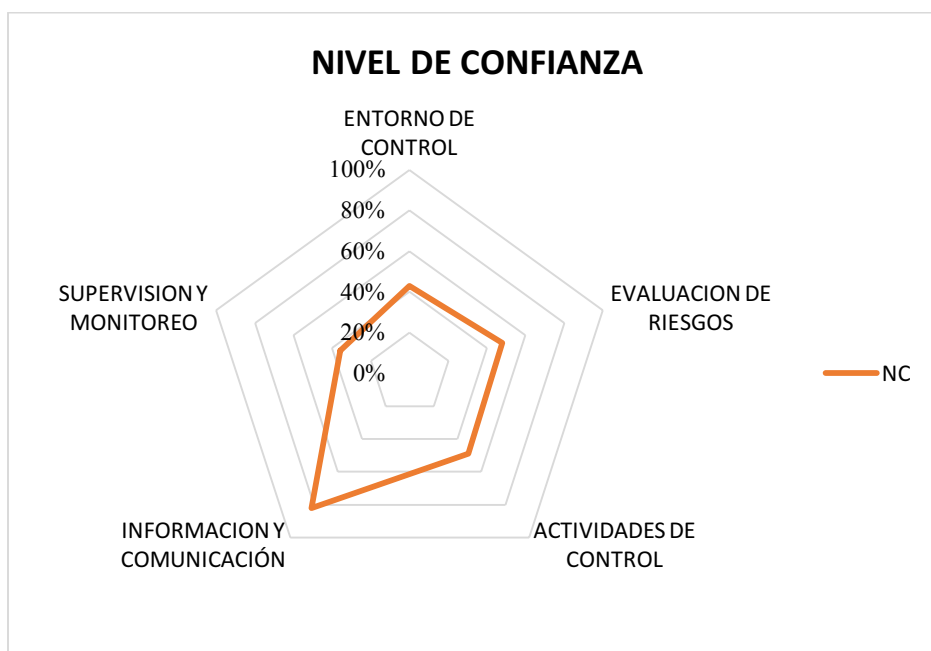 NIVEL DE CONFIANZA
ENTORNO DE
CONTROL
100%
80%
60%
40%
20%
0%
EVALUACION DE
RIESGOS
ACTIVIDADES DE
CONTROL
INFORMACION Y
COMUNICACIÓN
SUPERVISION Y
MONITOREO
NC